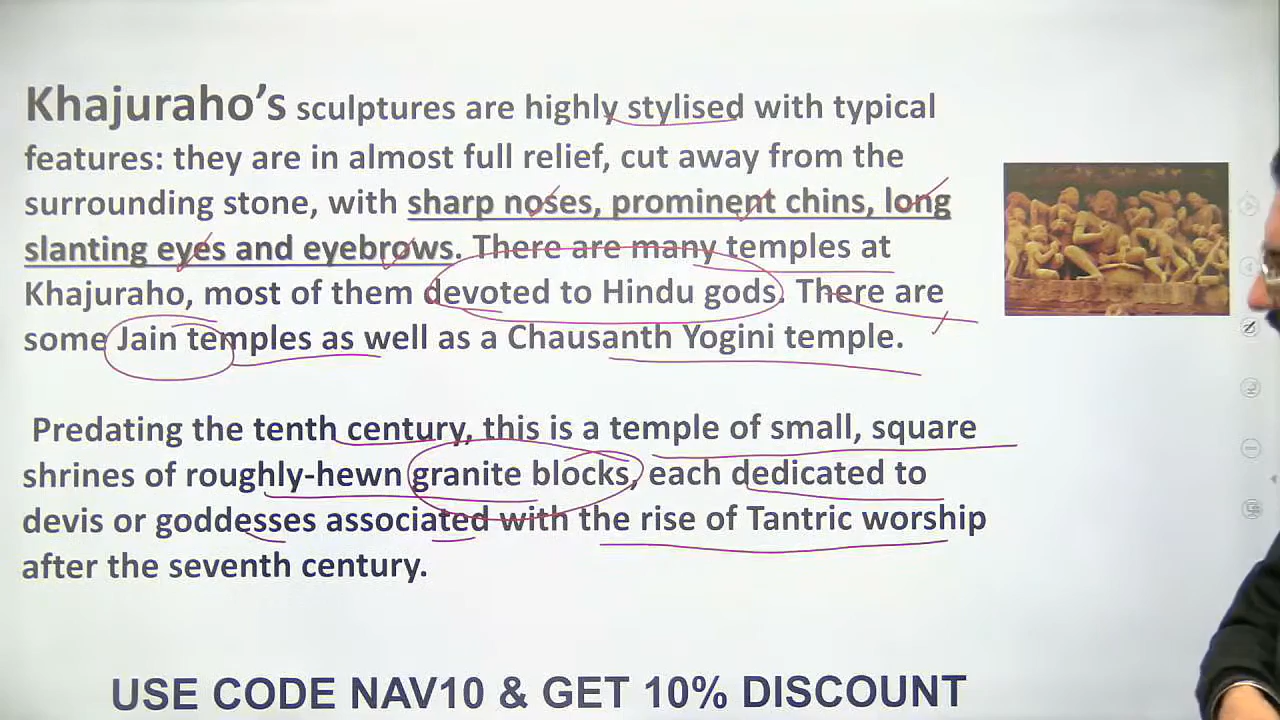 Khajuraho’s sculptures are highly stylised with typical
features: they are in almost full relief, cut away from the
surrounding stone, with sharp noses, prominent chins, long
slanting eyes and eyebrows. There are many temples at
Khajuraho, most of them devoted to Hindu gods. There are
some Jain temples as well as a Chausanth Yogini temple.
Predating the tenth century, this is a temple of small, square
shrines of roughly-hewn granite blocks, each dedicated to
devis or goddesses associated with the rise of Tantric worship
after the seventh century.
USE CODE NAV10 & GET 10% DISCOUNT